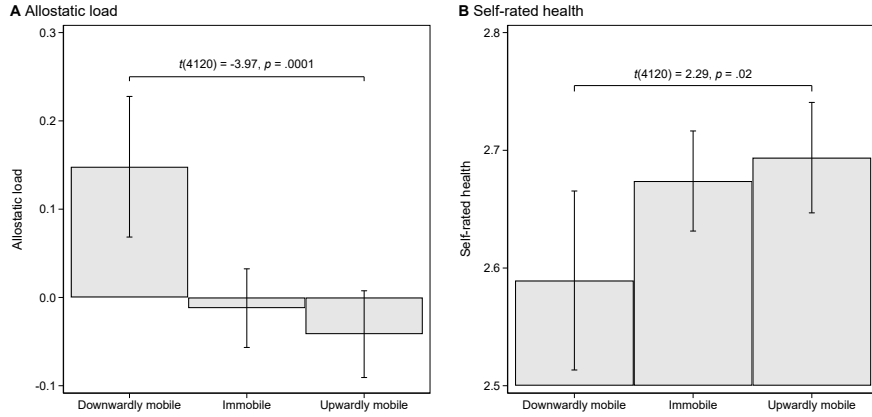 A Allostatic load
0.3
0.2
0.1
0.0
-0.1
Allostatic load
t(4120) = -3.97, p = .0001
Downwardly mobile
Immobile
Upwardly mobile
B Self-rated health
2.8
2.7
2.6
2.5
Self-rated health
t(4120) = 2.29, p = .02
Downwardly mobile
Immobile
Upwardly mobile